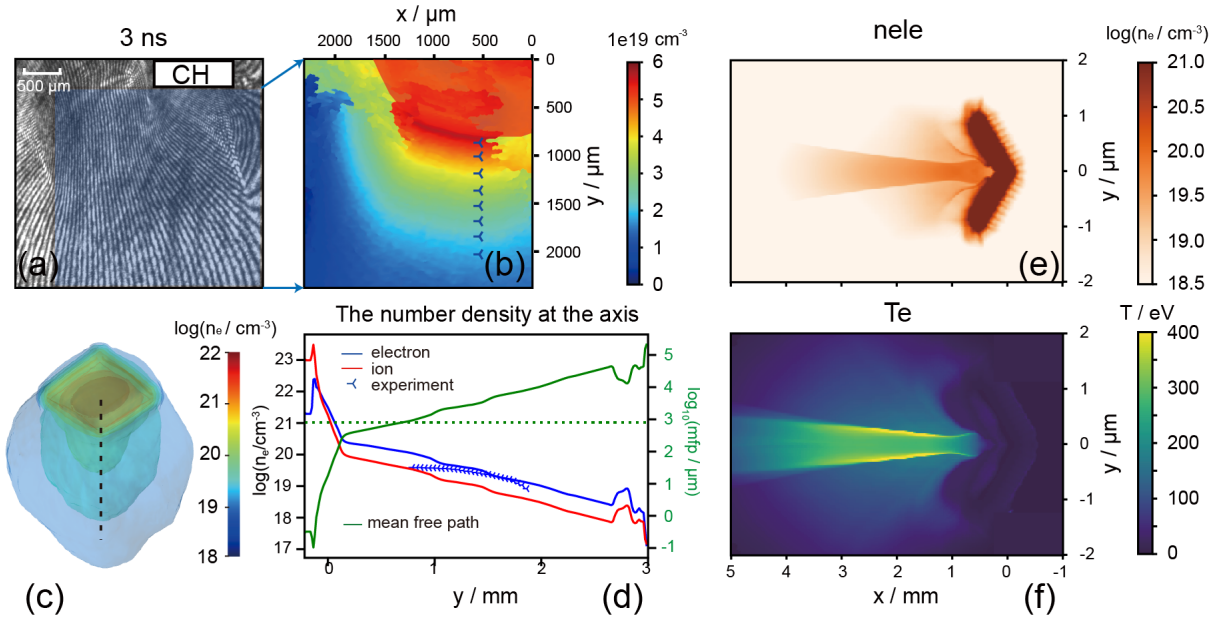 3 ns
500 μm
CH
(a)
x / μm
2000
1500
1000
500
0
0
500
1000
1500
2000
y / μm
(b)
1e19 cm⁻³
6
5
4
3
2
1
0
nele
log(nₑ / cm⁻³)
2
1
0
-1
-2
y / μm
(e)
21.0
20.5
20.0
19.5
19.0
18.5
log(nₑ / cm⁻³)
22
21
20
19
18
(c)
The number density at the axis
electron
ion
experiment
mean free path
log(nₑ/cm⁻³)
23
22
21
20
19
18
17
0
1
2
3
y / mm
5
4
3
2
1
0
-1
log₁₀(mfp / μm)
(d)
Te
T / eV
2
1
0
-1
-2
y / μm
5
4
3
2
1
0
-1
x / mm
(f)
400
300
200
100
0